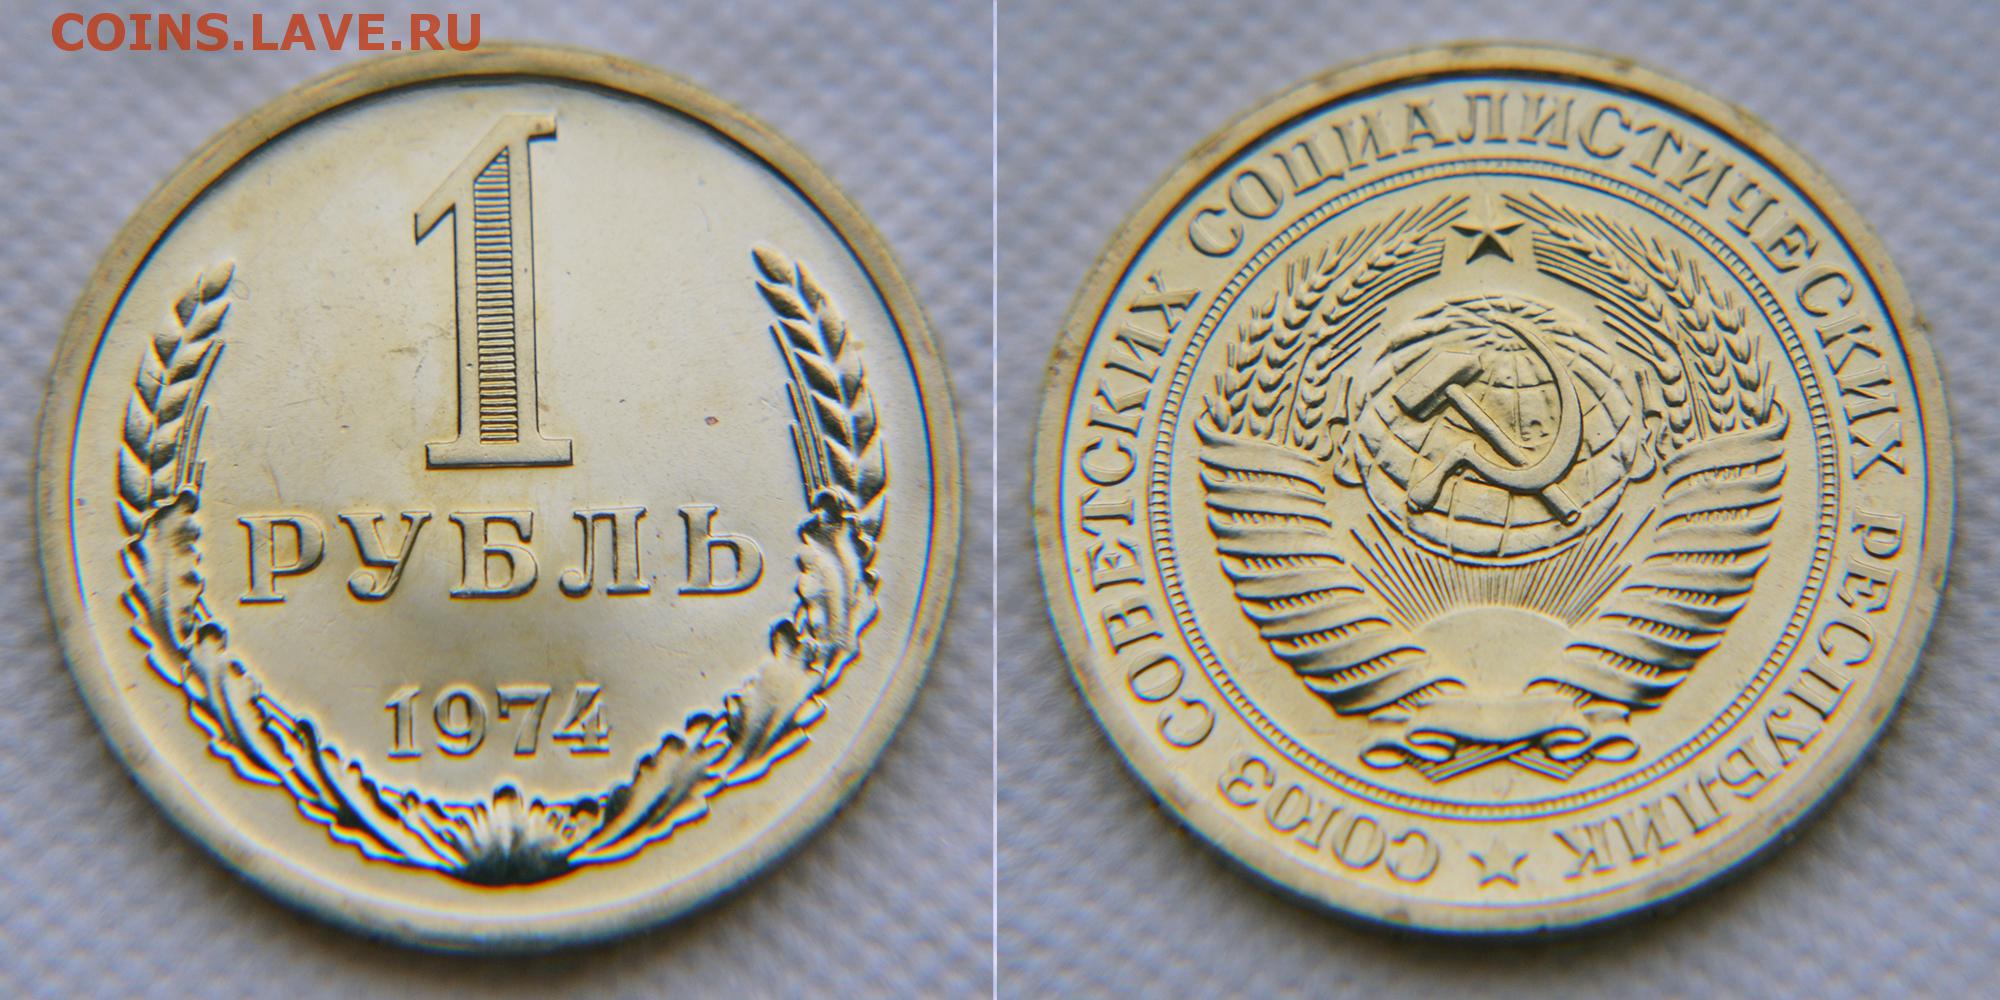 COINS.LAVE.RU
1
РУБЛЬ
1974
СОЮЗ СОВЕТСКИХ СОЦИАЛИСТИЧЕСКИХ РЕСПУБЛИК